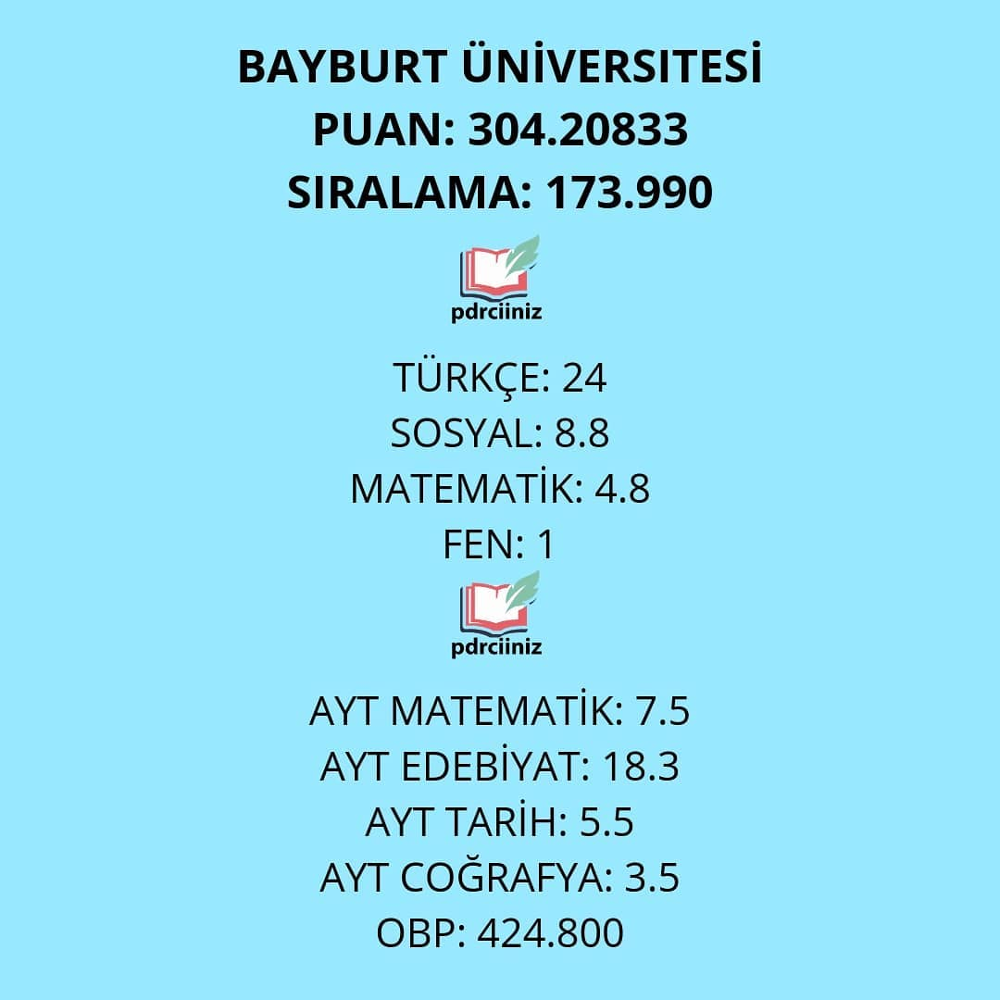 BAYBURT ÜNİVERSITESİ
PUAN: 304.20833
SIRALAMA: 173.990
pdrciiniz
TÜRKÇE: 24
SOSYAL: 8.8
MATEMATİK: 4.8
FEN: 1
pdrciiniz
AYT MATEMATİK: 7.5
AYT EDEBİYAT: 18.3
AYT TARİH: 5.5
AYT COĞRAFYA: 3.5
OBP: 424.800